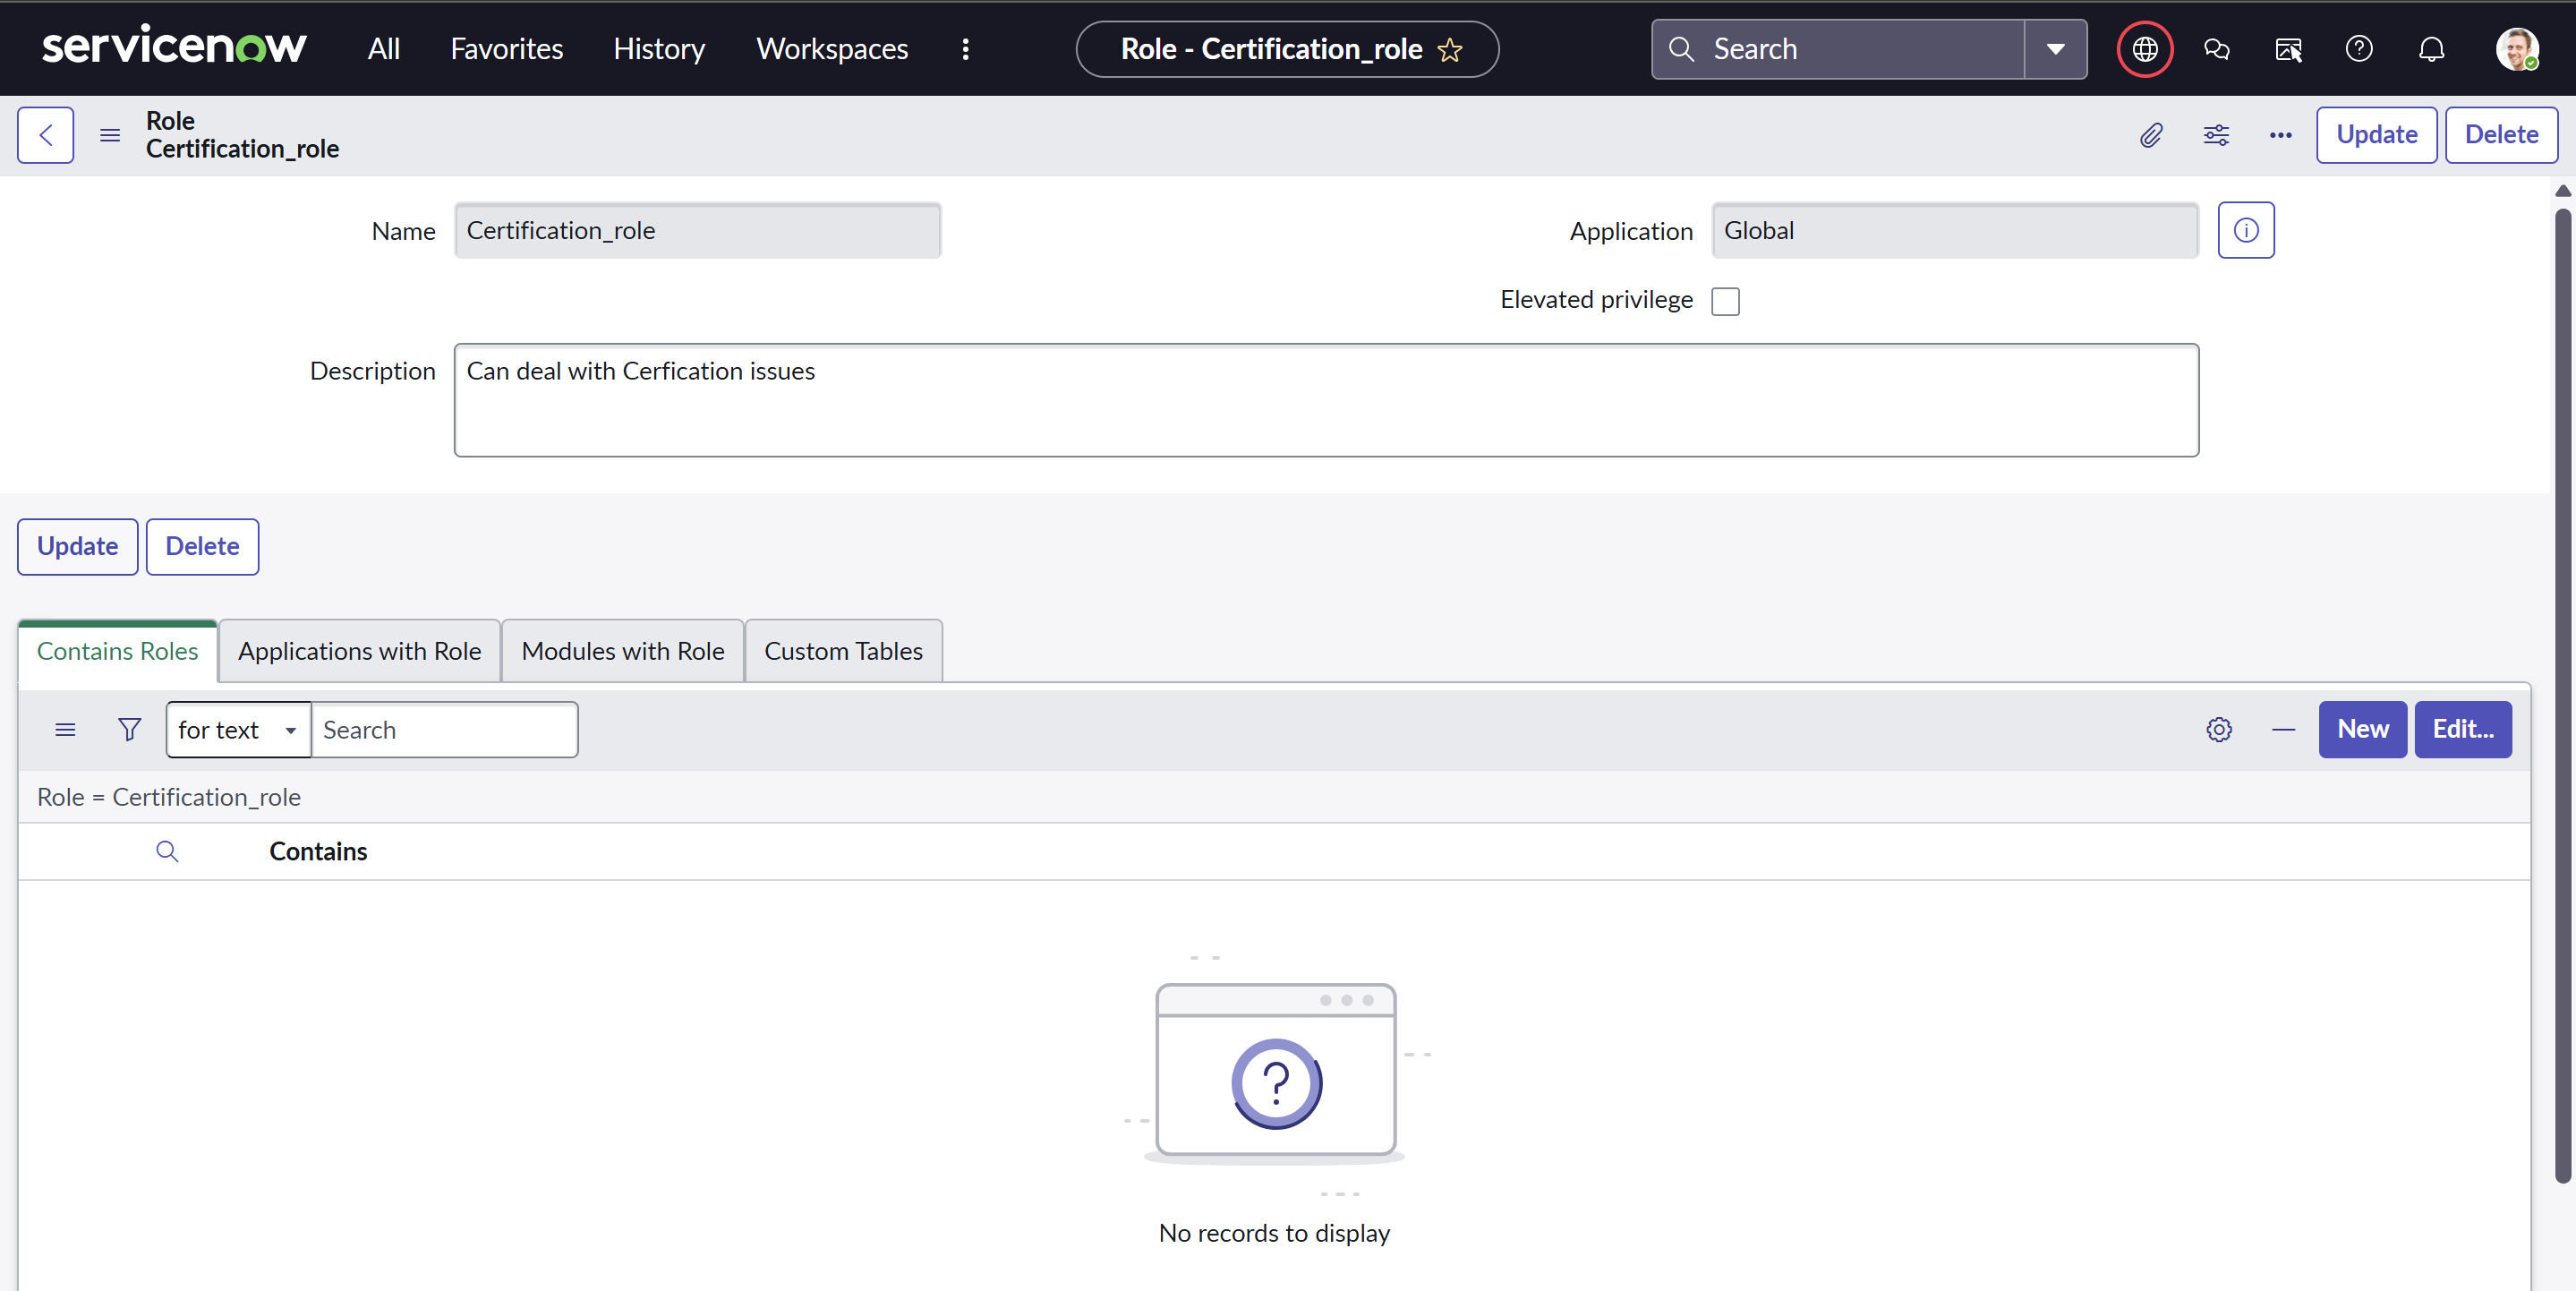 servicenow All Favorites History Workspaces Role - Certification_role Search
Role
Certification_role
Update Delete
Name Certification_role Application Global
Elevated privilege
Description Can deal with Cerfication issues
Update Delete
Contains Roles Applications with Role Modules with Role Custom Tables
for text Search New Edit...
Role = Certification_role
Contains
No records to display